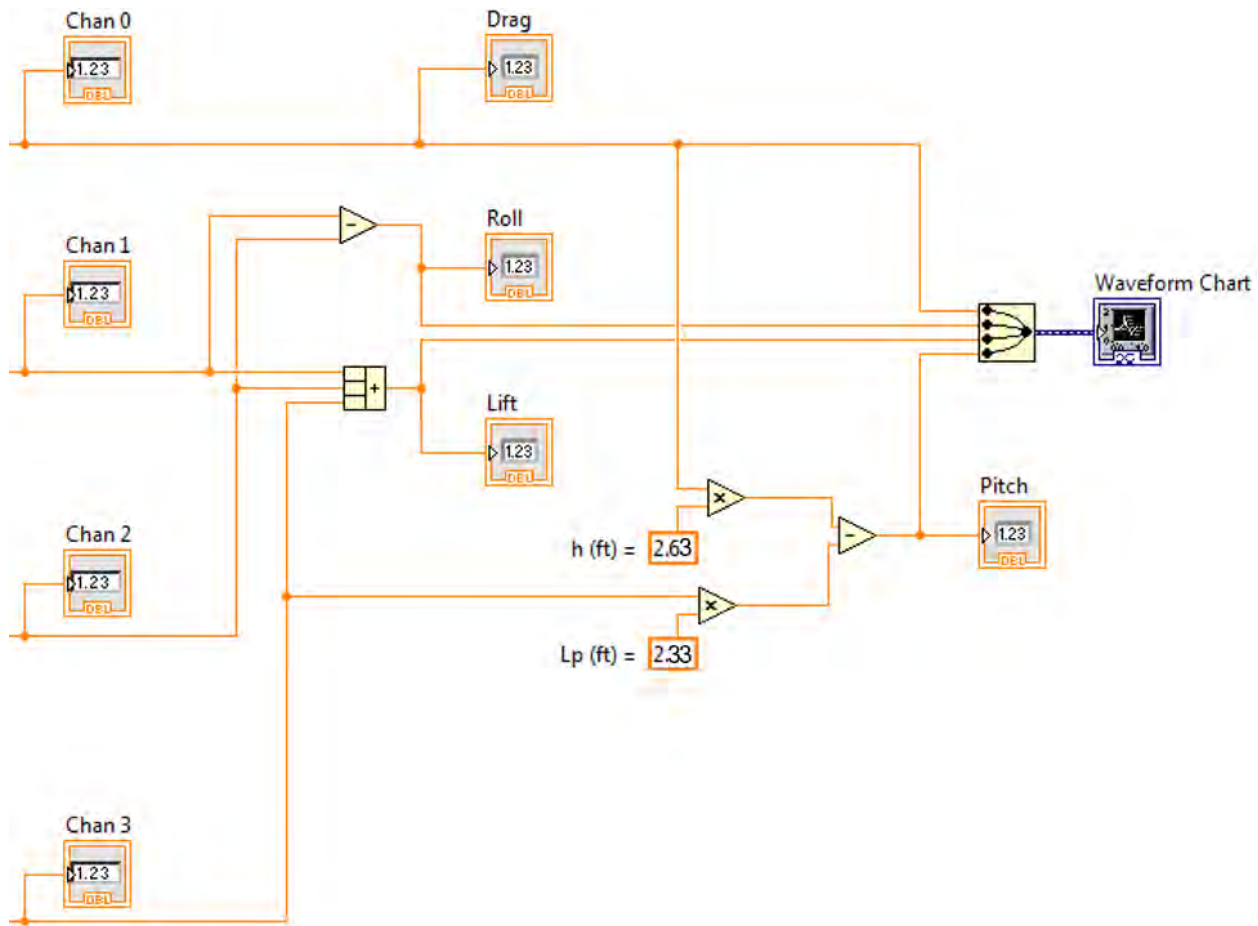 Chan 0
1.23
DBL
Drag
1.23
DBL
Chan 1
1.23
DBL
-
Roll
1.23
DBL
Waveform Chart
+
Lift
1.23
DBL
Chan 2
1.23
DBL
x
h (ft) = 2.63
-
Pitch
1.23
DBL
x
Lp (ft) = 2.33
Chan 3
1.23
DBL